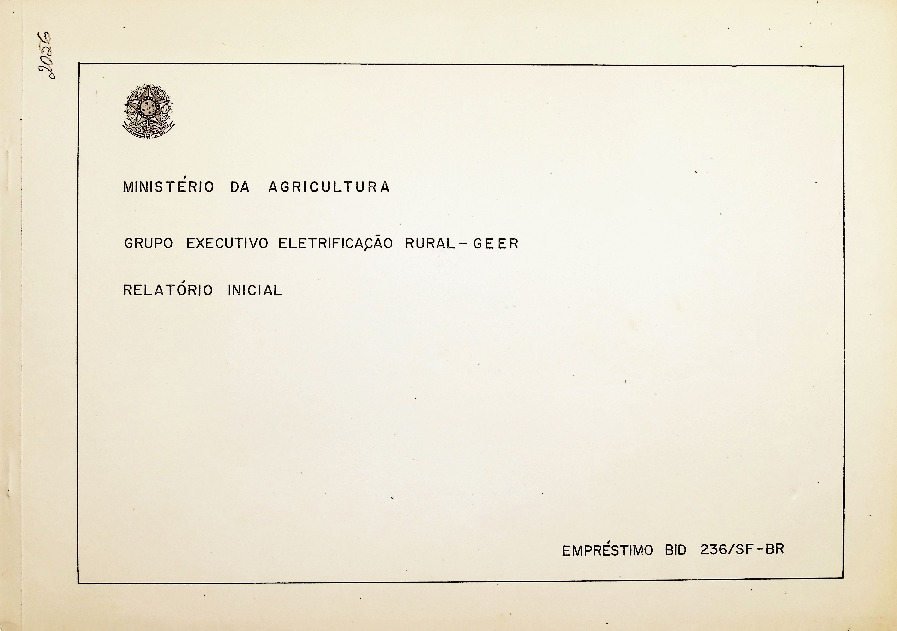 2056
MINISTÉRIO DA AGRICULTURA
GRUPO EXECUTIVO ELETRIFICAÇÃO RURAL-GEER
RELATÓRIO INICIAL
EMPRÉSTIMO BID 236/SF-BR